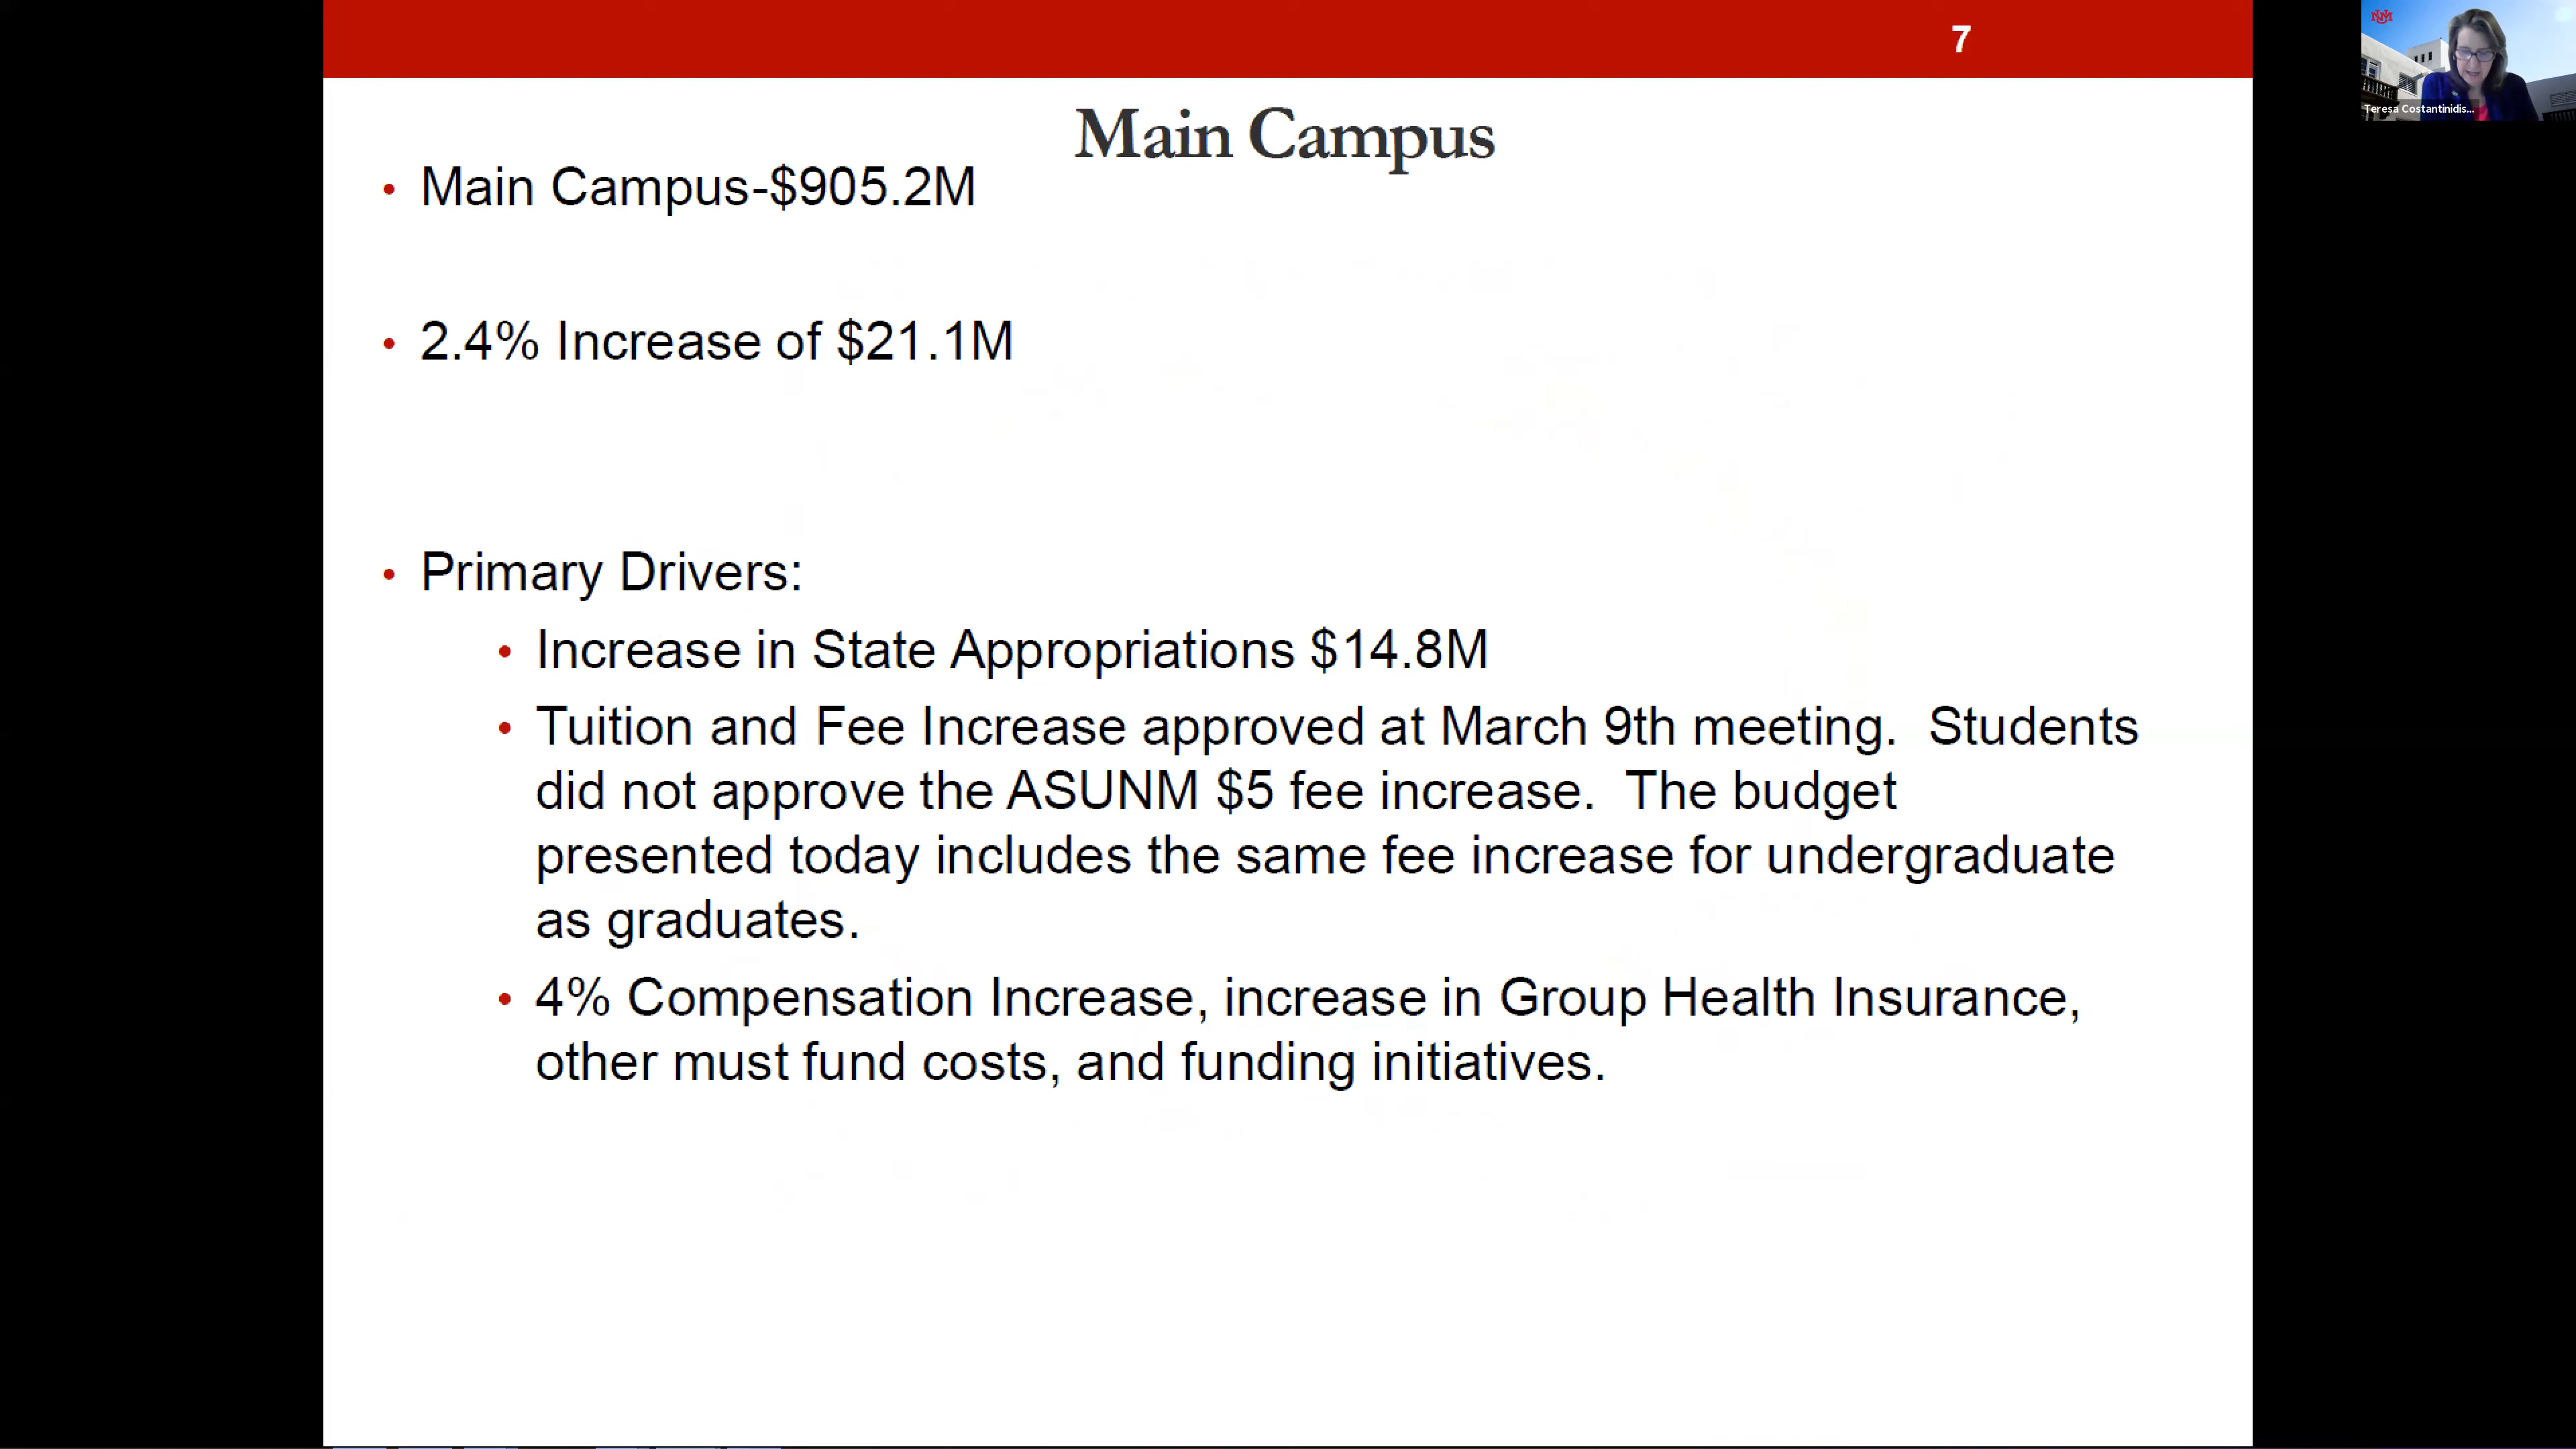 7
UNM
Teresa Costantinidis...
Main Campus
• Main Campus-$905.2M
• 2.4% Increase of $21.1M
• Primary Drivers:
• Increase in State Appropriations $14.8M
• Tuition and Fee Increase approved at March 9th meeting. Students
did not approve the ASUNM $5 fee increase. The budget
presented today includes the same fee increase for undergraduate
as graduates.
• 4% Compensation Increase, increase in Group Health Insurance,
other must fund costs, and funding initiatives.